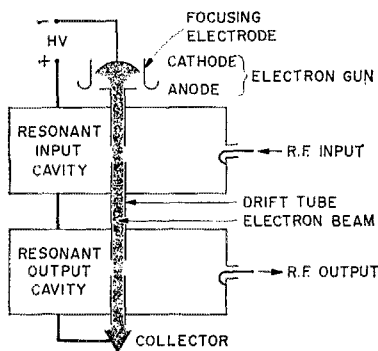 FOCUSING
ELECTRODE
-
HV
+
CATHODE
ANODE
ELECTRON GUN
RESONANT
INPUT
CAVITY
R.F. INPUT
DRIFT TUBE
ELECTRON BEAM
RESONANT
OUTPUT
CAVITY
R.F. OUTPUT
COLLECTOR